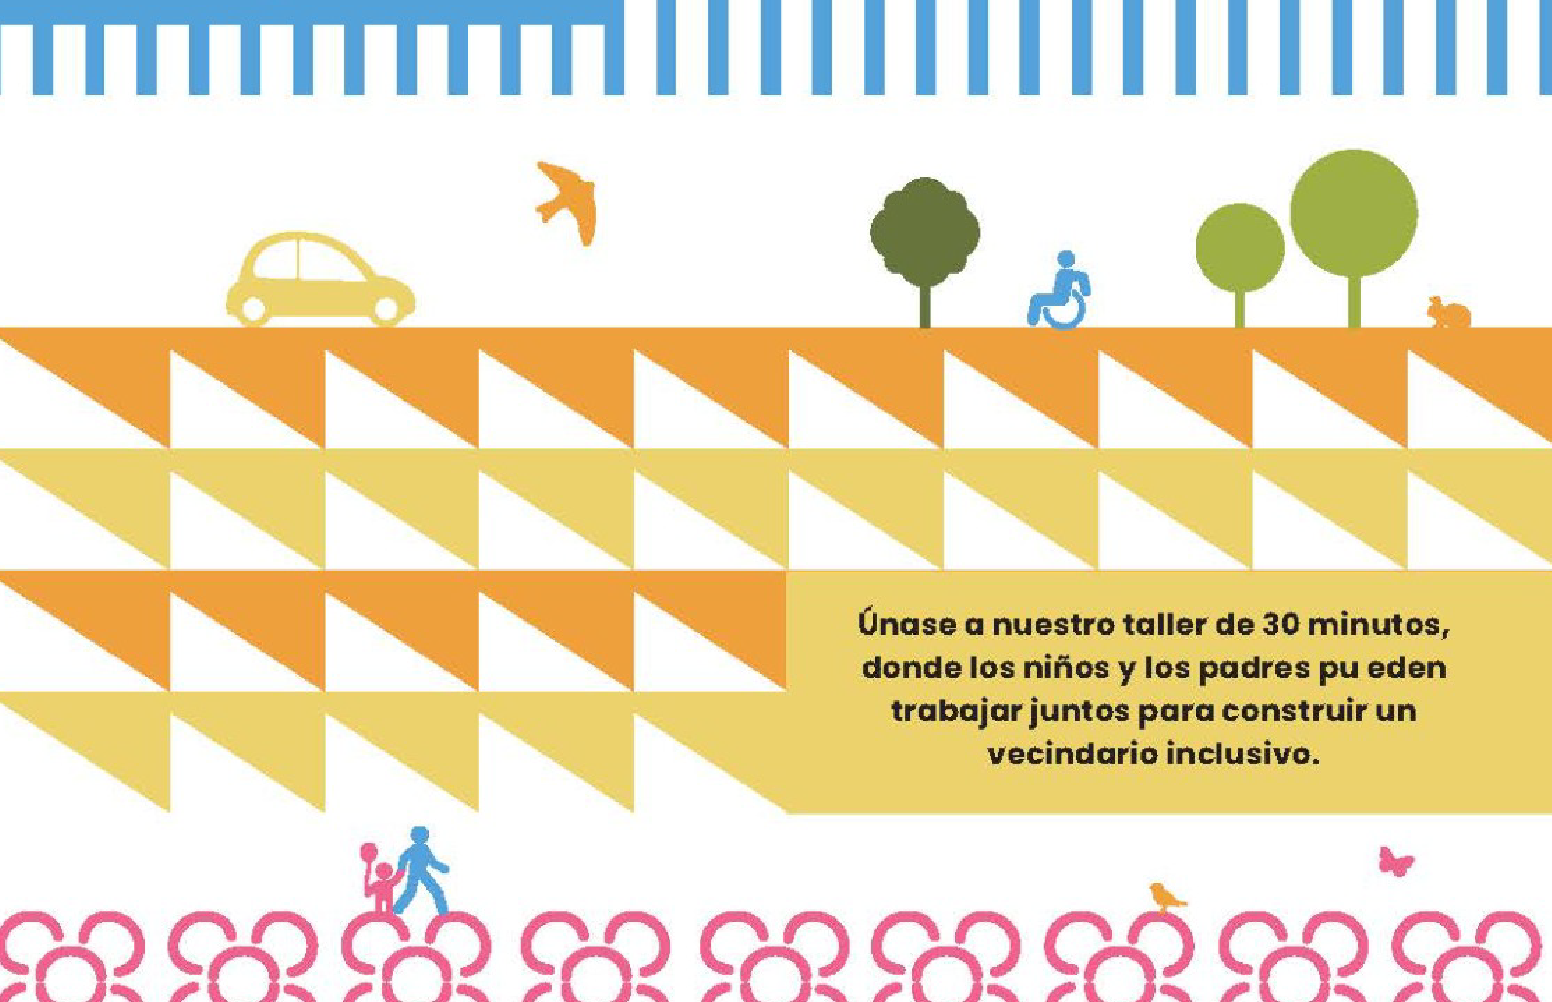 Únase a nuestro taller de 30 minutos,
donde los niños y los padres pu eden
trabajar juntos para construir un
vecindario inclusivo.